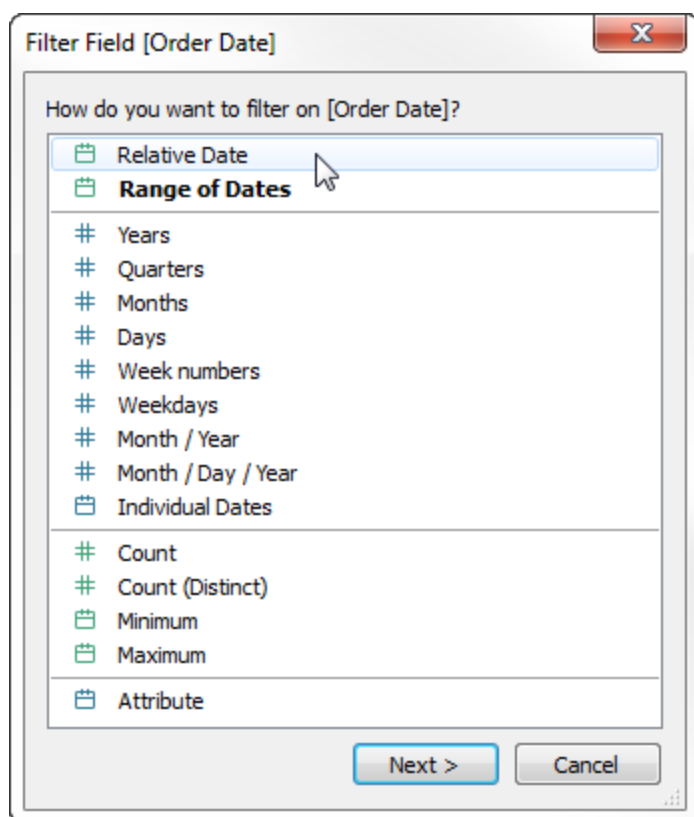 Filter Field [Order Date]
How do you want to filter on [Order Date]?
Relative Date
Range of Dates
Years
Quarters
Months
Days
Week numbers
Weekdays
Month / Year
Month / Day / Year
Individual Dates
Count
Count (Distinct)
Minimum
Maximum
Attribute
Next >
Cancel